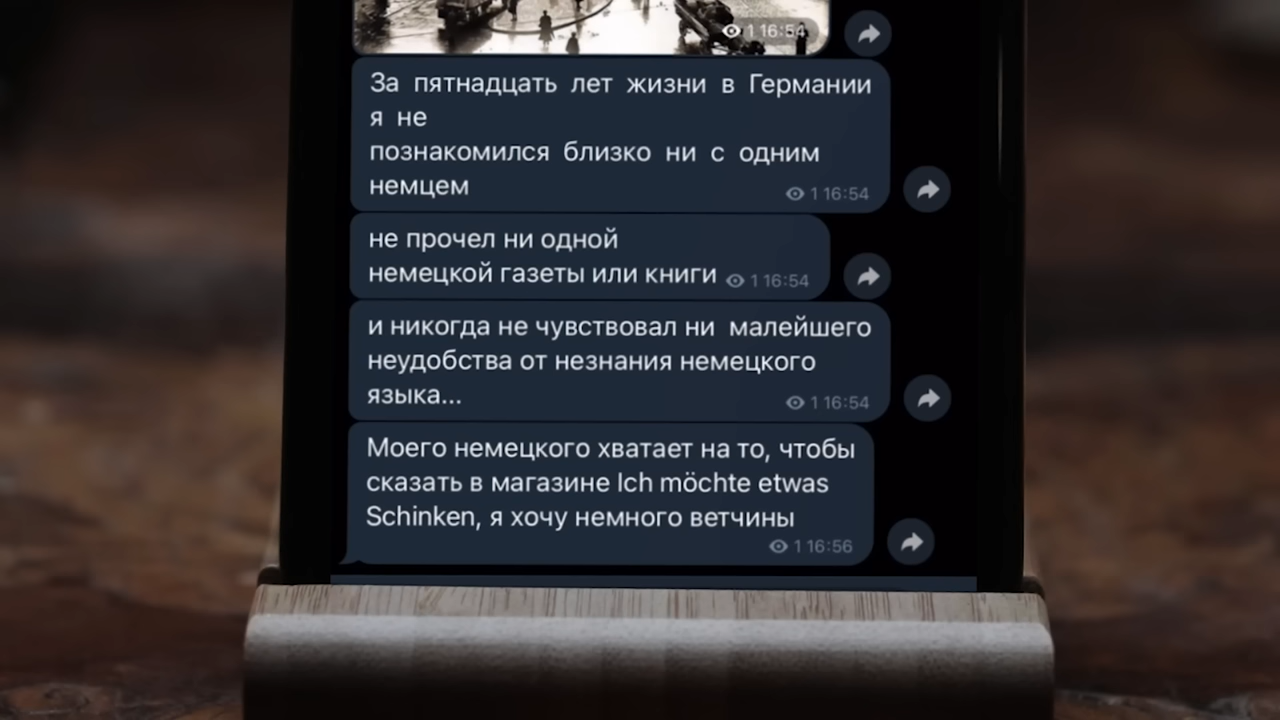 1 16:54
За пятнадцать лет жизни в Германии
я не
познакомился близко ни с одним
немцем
1 16:54
не прочел ни одной
немецкой газеты или книги
1 16:54
и никогда не чувствовал ни малейшего
неудобства от незнания немецкого
языка...
1 16:54
Моего немецкого хватает на то, чтобы
сказать в магазине Ich möchte etwas
Schinken, я хочу немного ветчины
1 16:56